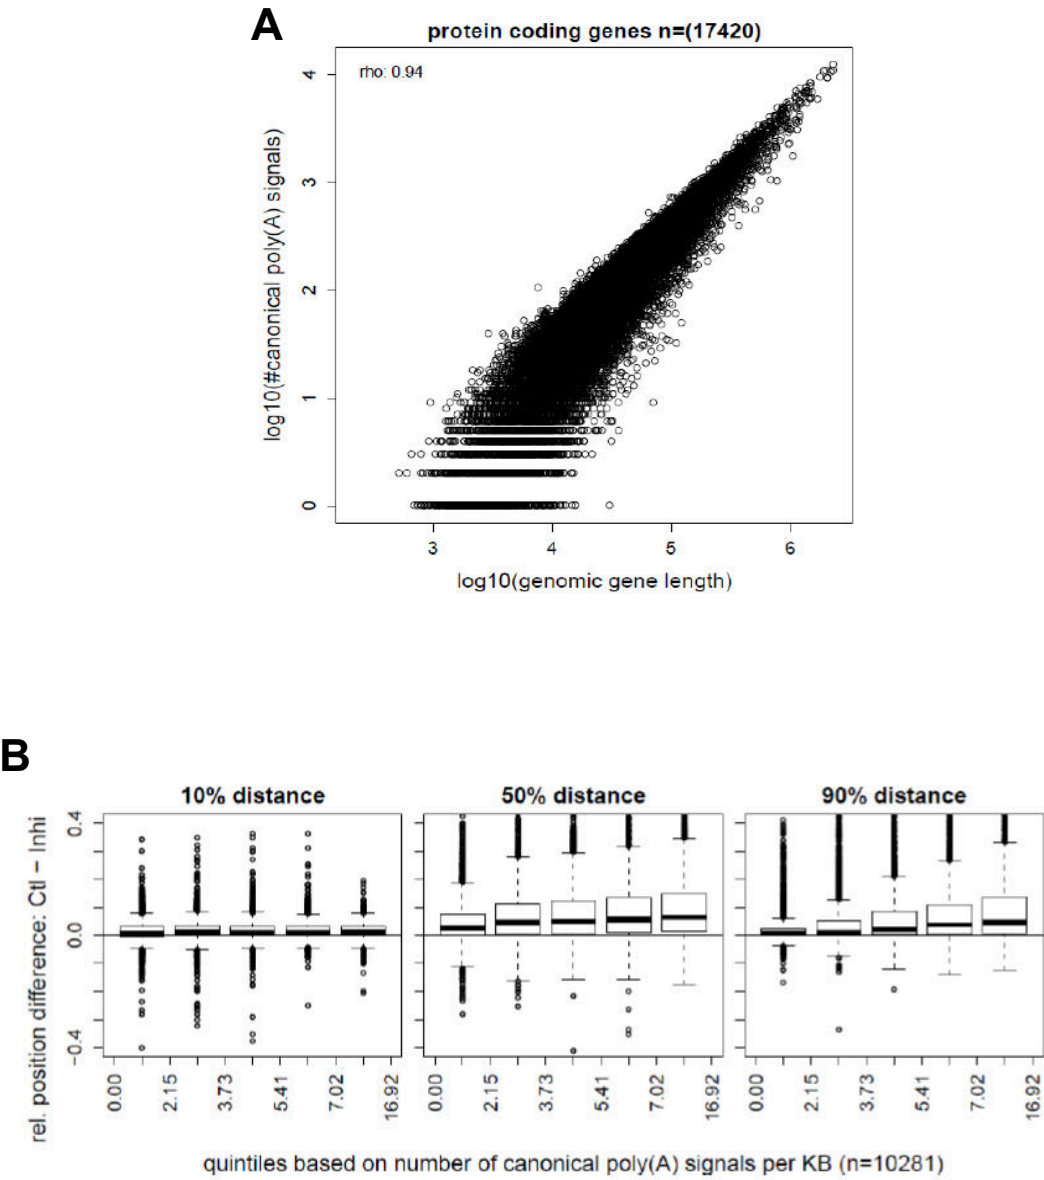 A
protein coding genes n=(17420)
rho: 0.94
log10(#canonical poly(A) signals)
4
3
2
1
0
3 4 5 6
log10(genomic gene length)
B
10% distance 50% distance 90% distance
rel. position difference: Ctl – Inhi
0.4
0.0
−0.4
0.00 2.15 3.73 5.41 7.02 16.92 0.00 2.15 3.73 5.41 7.02 16.92 0.00 2.15 3.73 5.41 7.02 16.92
quintiles based on number of canonical poly(A) signals per KB (n=10281)